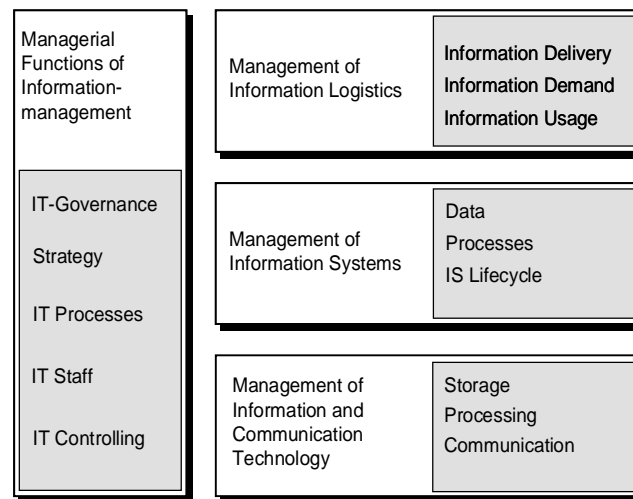 Managerial
Functions of
Information-
management
IT-Governance
Strategy
IT Processes
IT Staff
IT Controlling
Management of
Information Logistics
Information Delivery
Information Demand
Information Usage
Management of
Information Systems
Data
Processes
IS Lifecycle
Management of
Information and
Communication
Technology
Storage
Processing
Communication